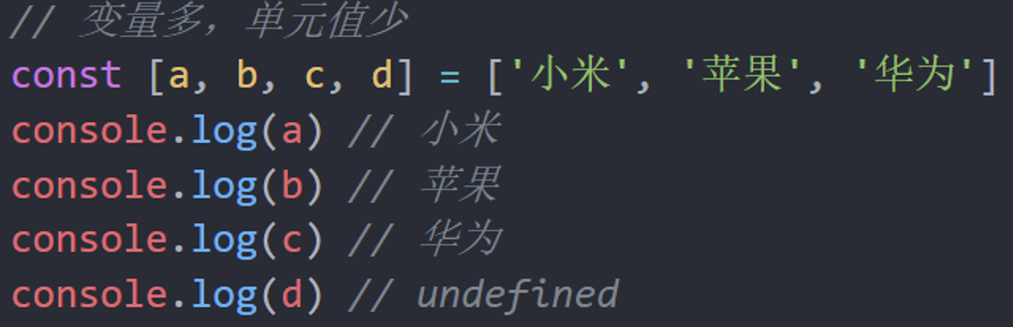 // 变量多，单元值少
const [a, b, c, d] = ['小米', '苹果', '华为']
console.log(a) // 小米
console.log(b) // 苹果
console.log(c) // 华为
console.log(d) // undefined